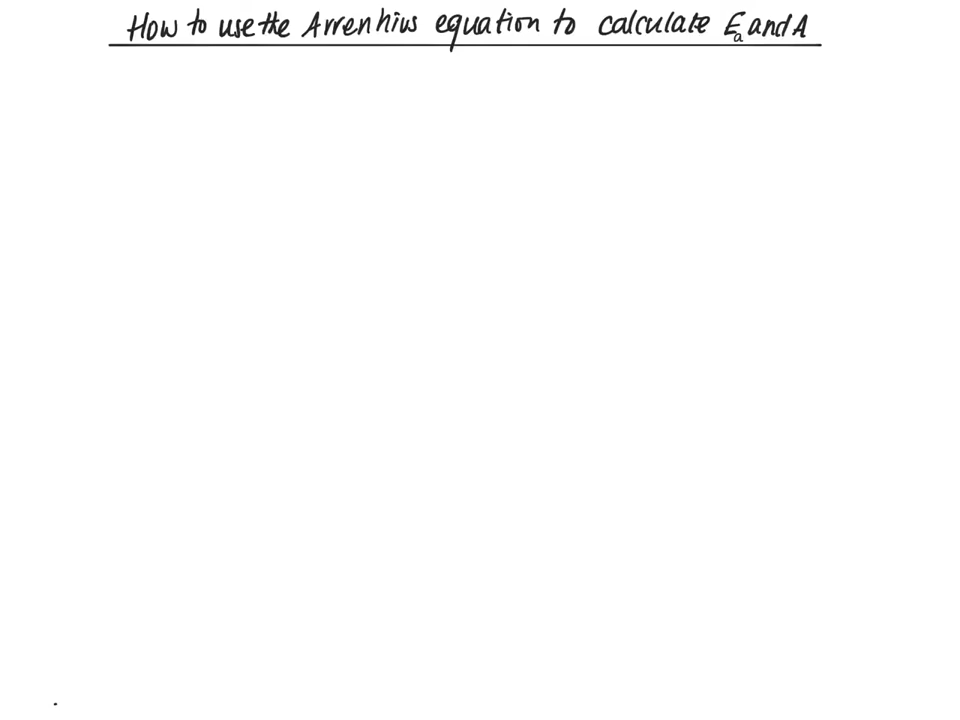 How to use the Arrenhius equation to calculate Ea and A